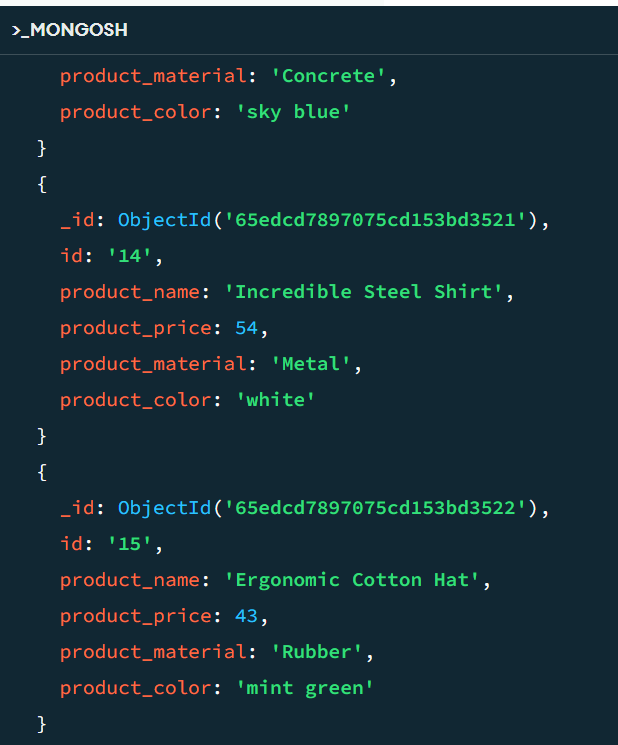 >_MONGOSH
product_material: 'Concrete',
product_color: 'sky blue'
}
{
_id: ObjectId('65edcd7897075cd153bd3521'),
id: '14',
product_name: 'Incredible Steel Shirt',
product_price: 54,
product_material: 'Metal',
product_color: 'white'
}
{
_id: ObjectId('65edcd7897075cd153bd3522'),
id: '15',
product_name: 'Ergonomic Cotton Hat',
product_price: 43,
product_material: 'Rubber',
product_color: 'mint green'
}